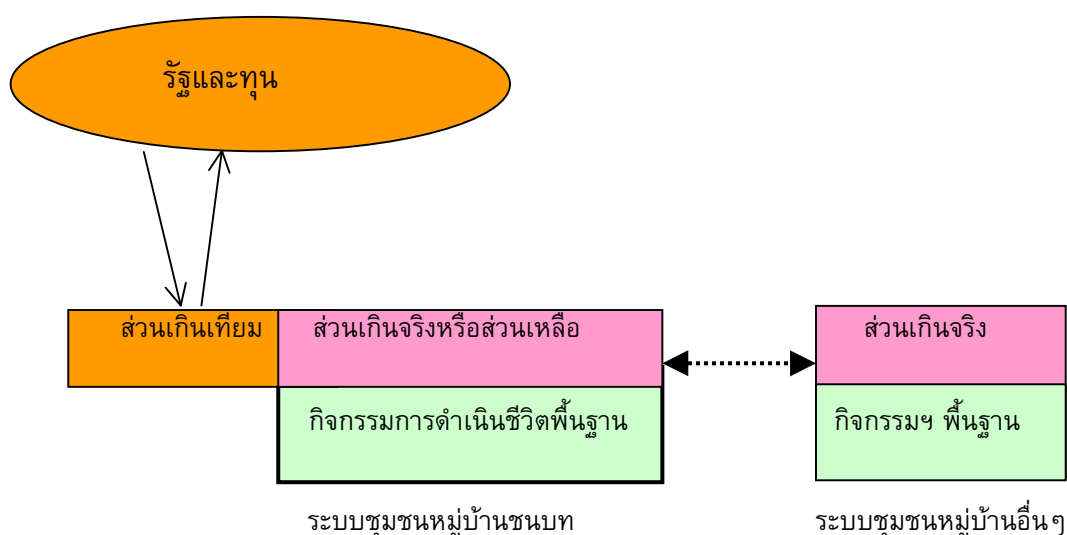 รัฐและทุน
ส่วนเกินเทียม
ส่วนเกินจริงหรือส่วนเหลือ
ส่วนเกินจริง
กิจกรรมการดำเนินชีวิตพื้นฐาน
กิจกรรมฯ พื้นฐาน
ระบบชุมชนหมู่บ้านชนบท
ระบบชุมชนหมู่บ้านอื่นๆ